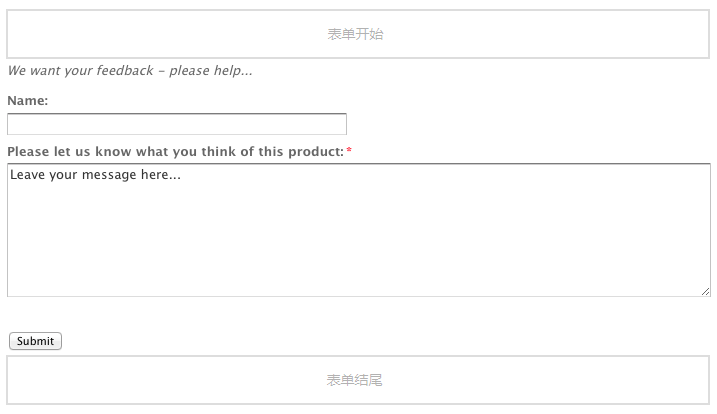 表单开始
We want your feedback - please help...
Name:
Please let us know what you think of this product: *
Leave your message here...
Submit
表单结尾